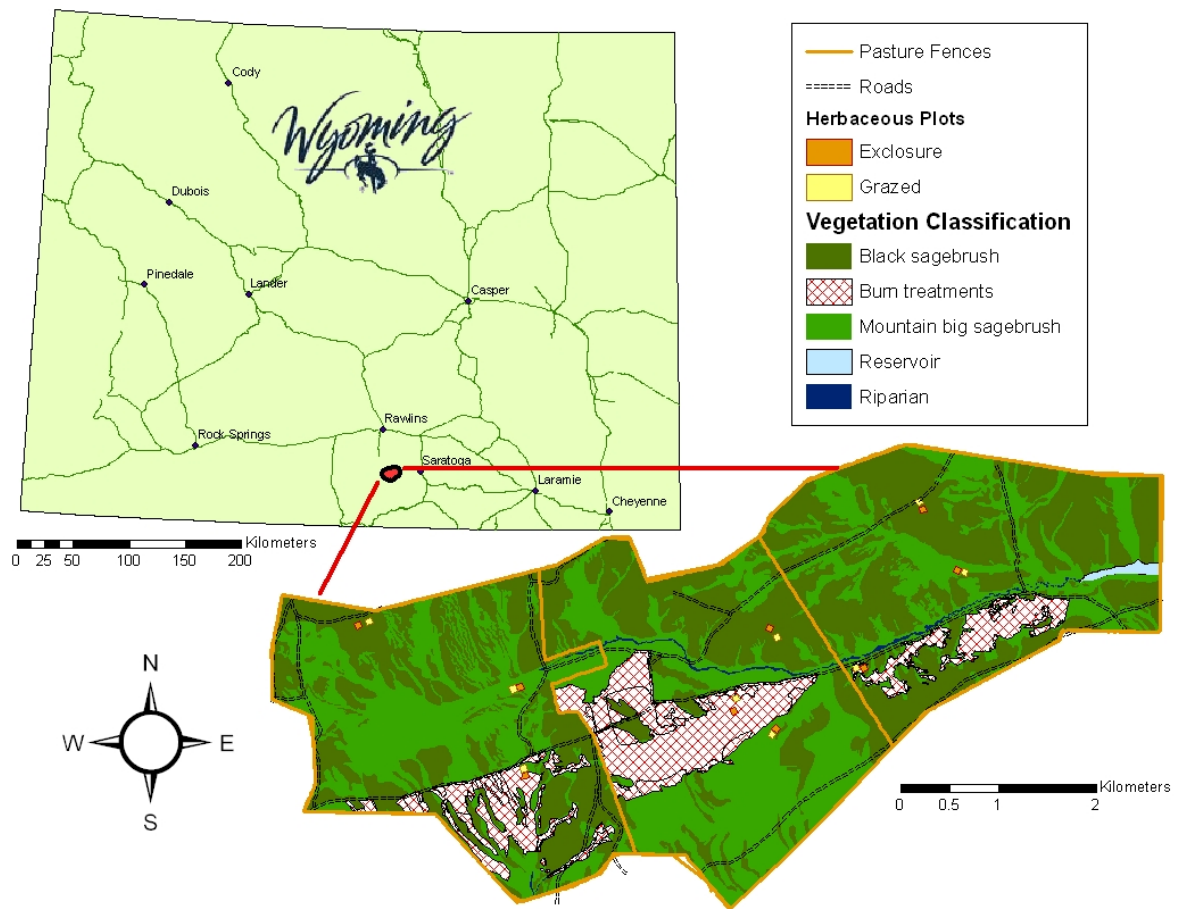 Cody
Wyoming
Dubois
Pinedale
Lander
Casper
Rawlins
Rock Springs
Saratoga
Laramie
Cheyenne
Kilometers
0 25 50 100 150 200
Pasture Fences
Roads
Herbaceous Plots
Exclosure
Grazed
Vegetation Classification
Black sagebrush
Burn treatments
Mountain big sagebrush
Reservoir
Riparian
N
W E
S
Kilometers
0 0.5 1 2